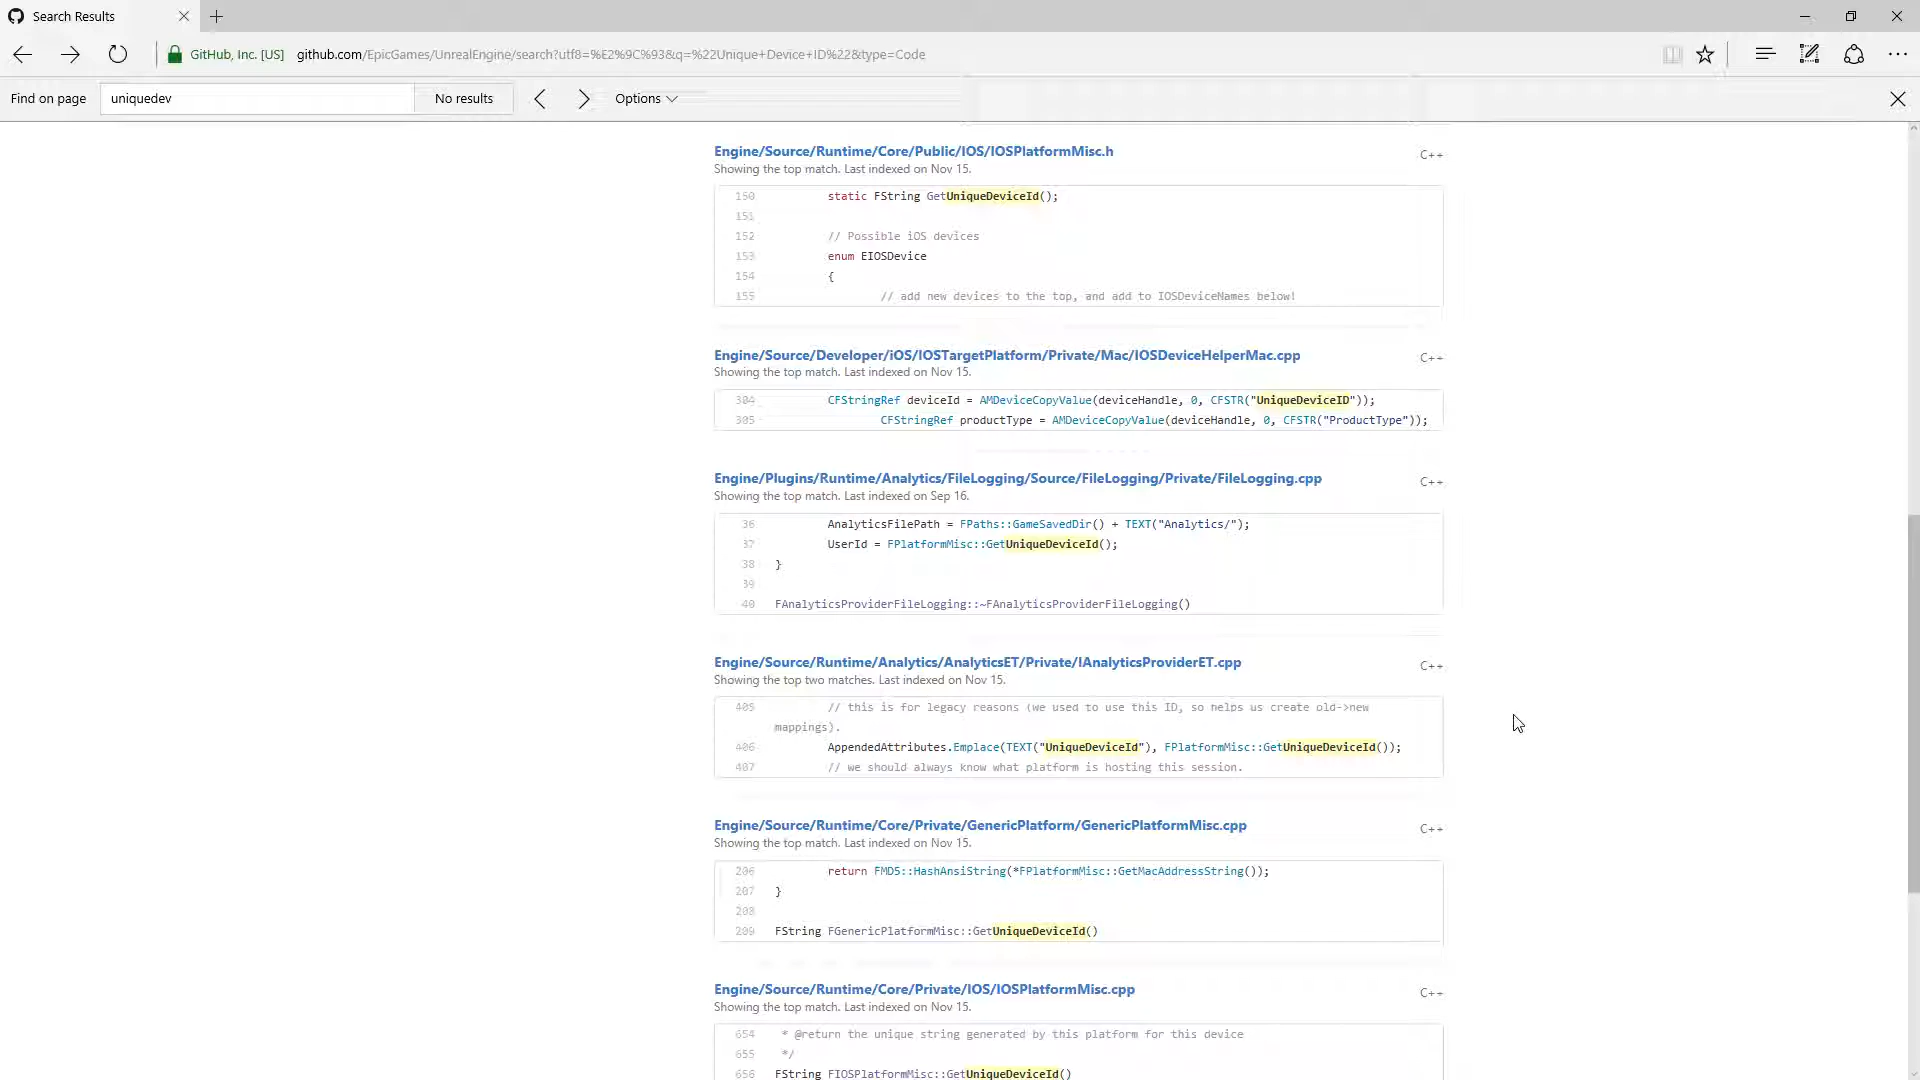 Search Results
GitHub, Inc. [US] github.com/EpicGames/UnrealEngine/search?utf8=%E2%9C%93&q=%22Unique+Device+ID%22&type=Code
Find on page uniquedev No results Options
Engine/Source/Runtime/Core/Public/IOS/IOSPlatformMisc.h C++
Showing the top match. Last indexed on Nov 15.
150 static FString GetUniqueDeviceId();
151
152 // Possible iOS devices
153 enum EIOSDevice
154 {
155 // add new devices to the top, and add to IOSDeviceNames below!
Engine/Source/Developer/iOS/IOSTargetPlatform/Private/Mac/IOSDeviceHelperMac.cpp C++
Showing the top match. Last indexed on Nov 15.
304 CFStringRef deviceId = AMDeviceCopyValue(deviceHandle, 0, CFSTR("UniqueDeviceID"));
305 CFStringRef productType = AMDeviceCopyValue(deviceHandle, 0, CFSTR("ProductType"));
Engine/Plugins/Runtime/Analytics/FileLogging/Source/FileLogging/Private/FileLogging.cpp C++
Showing the top match. Last indexed on Sep 16.
36 AnalyticsFilePath = FPaths::GameSavedDir() + TEXT("Analytics/");
37 UserId = FPlatformMisc::GetUniqueDeviceId();
38 }
39
40 FAnalyticsProviderFileLogging::~FAnalyticsProviderFileLogging()
Engine/Source/Runtime/Analytics/AnalyticsET/Private/IAnalyticsProviderET.cpp C++
Showing the top two matches. Last indexed on Nov 15.
405 // this is for legacy reasons (we used to use this ID, so helps us create old->new
mappings).
406 AppendedAttributes.Emplace(TEXT("UniqueDeviceId"), FPlatformMisc::GetUniqueDeviceId());
407 // we should always know what platform is hosting this session.
Engine/Source/Runtime/Core/Private/GenericPlatform/GenericPlatformMisc.cpp C++
Showing the top match. Last indexed on Nov 15.
206 return FMD5::HashAnsiString(*FPlatformMisc::GetMacAddressString());
207 }
208
209 FString FGenericPlatformMisc::GetUniqueDeviceId()
Engine/Source/Runtime/Core/Private/IOS/IOSPlatformMisc.cpp C++
Showing the top match. Last indexed on Nov 15.
654 * @return the unique string generated by this platform for this device
655 */
656 FString FIOSPlatformMisc::GetUniqueDeviceId()